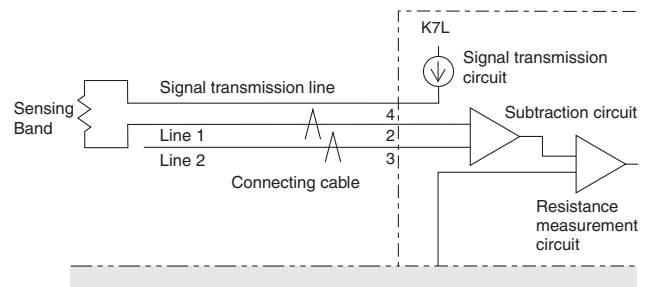 K7L
Signal transmission
circuit
Signal transmission line
Sensing
Band
4
Subtraction circuit
Line 1
2
Line 2
3
Connecting cable
Resistance
measurement
circuit